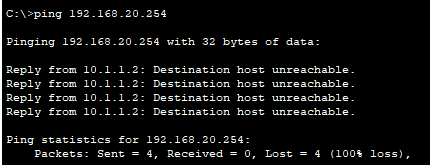 C:\>ping 192.168.20.254
Pinging 192.168.20.254 with 32 bytes of data:
Reply from 10.1.1.2: Destination host unreachable.
Reply from 10.1.1.2: Destination host unreachable.
Reply from 10.1.1.2: Destination host unreachable.
Reply from 10.1.1.2: Destination host unreachable.
Ping statistics for 192.168.20.254:
    Packets: Sent = 4, Received = 0, Lost = 4 (100% loss),